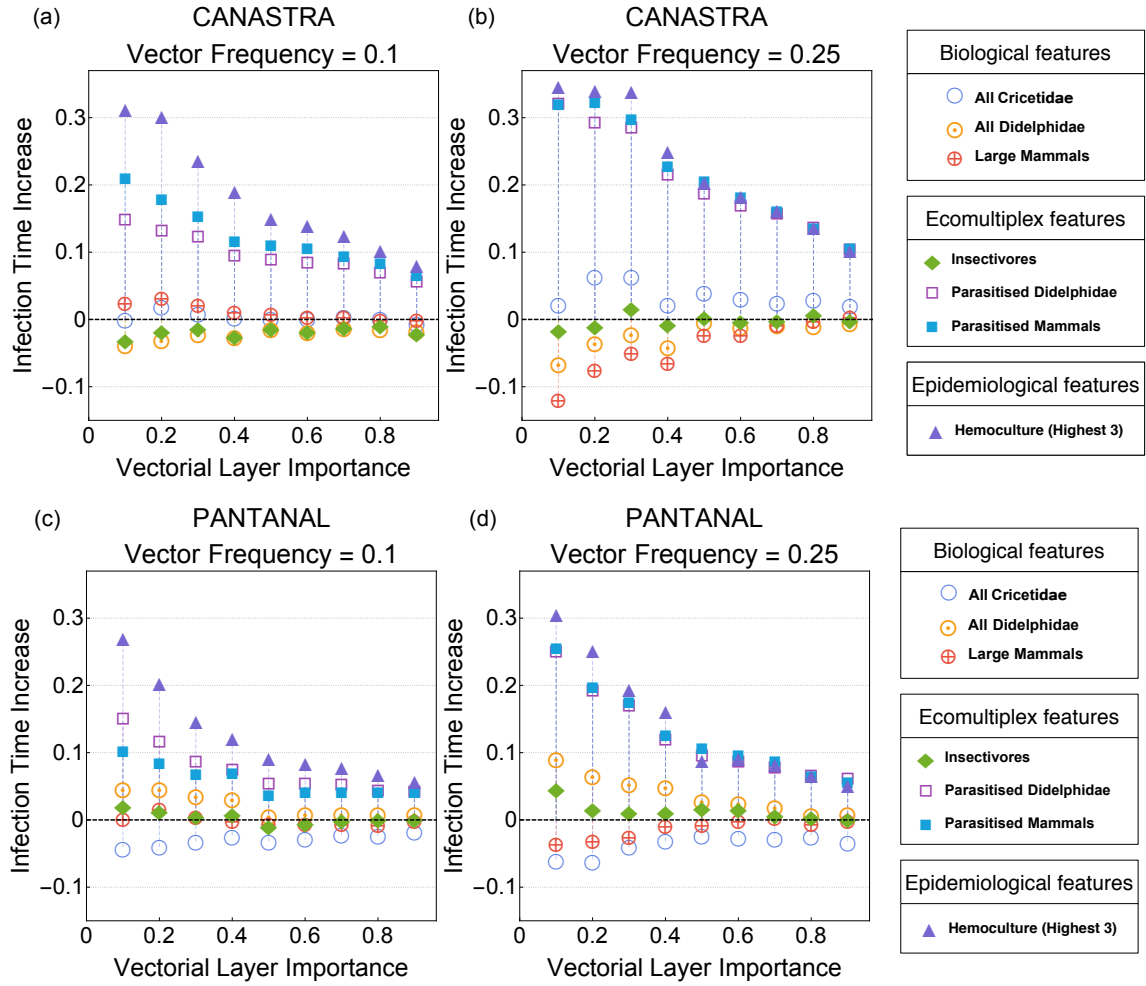 (a)
CANASTRA
Vector Frequency = 0.1
Infection Time Increase
0.3
0.2
0.1
0
−0.1
0
0.2
0.4
0.6
0.8
Vectorial Layer Importance
(b)
CANASTRA
Vector Frequency = 0.25
Infection Time Increase
0.3
0.2
0.1
0
−0.1
0
0.2
0.4
0.6
0.8
Vectorial Layer Importance
Biological features
All Cricetidae
All Didelphidae
Large Mammals
Ecomultiplex features
Insectivores
Parasitised Didelphidae
Parasitised Mammals
Epidemiological features
Hemoculture (Highest 3)
(c)
PANTANAL
Vector Frequency = 0.1
Infection Time Increase
0.3
0.2
0.1
0
−0.1
0
0.2
0.4
0.6
0.8
Vectorial Layer Importance
(d)
PANTANAL
Vector Frequency = 0.25
Infection Time Increase
0.3
0.2
0.1
0
−0.1
0
0.2
0.4
0.6
0.8
Vectorial Layer Importance
Biological features
All Cricetidae
All Didelphidae
Large Mammals
Ecomultiplex features
Insectivores
Parasitised Didelphidae
Parasitised Mammals
Epidemiological features
Hemoculture (Highest 3)